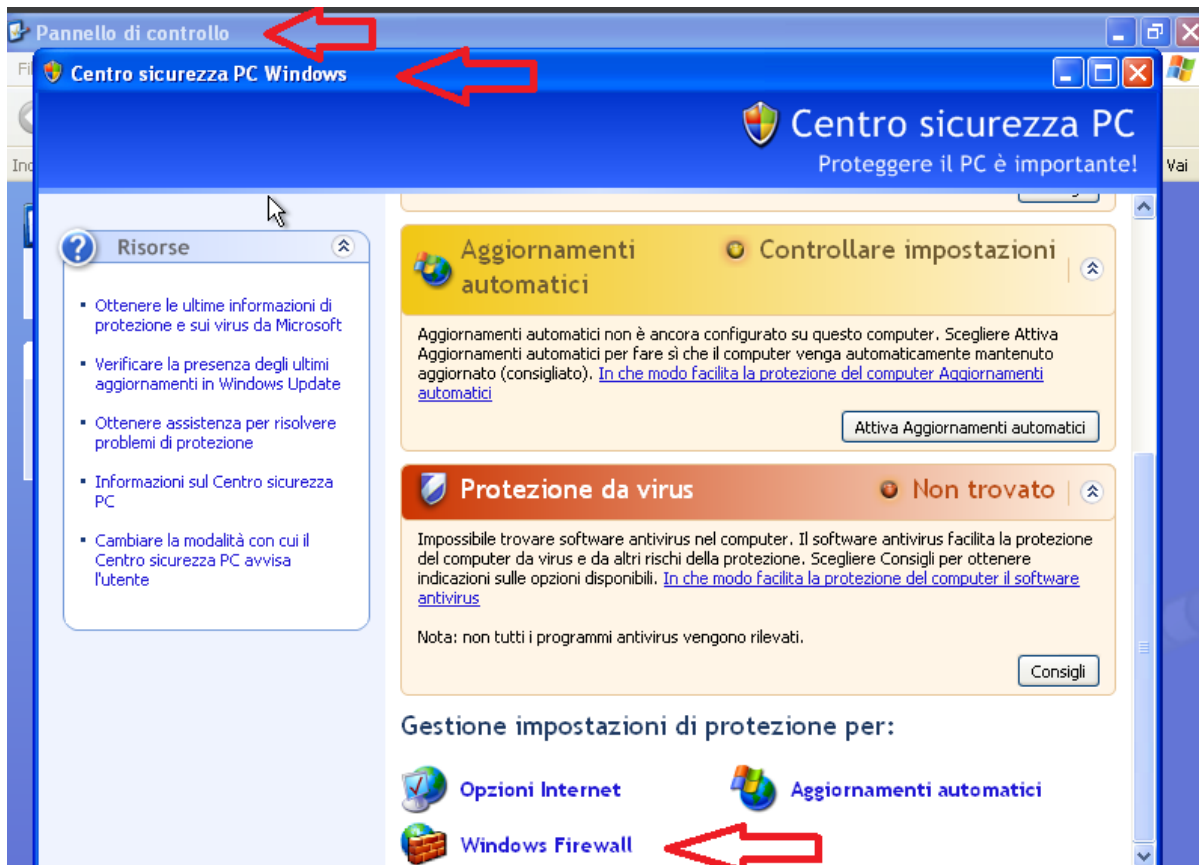 Pannello di controllo
Centro sicurezza PC Windows
Centro sicurezza PC
Proteggere il PC è importante!
Vai
Risorse
Ottenere le ultime informazioni di
protezione e sui virus da Microsoft
Verificare la presenza degli ultimi
aggiornamenti in Windows Update
Ottenere assistenza per risolvere
problemi di protezione
Informazioni sul Centro sicurezza
PC
Cambiare la modalità con cui il
Centro sicurezza PC avvisa
l'utente
Aggiornamenti
automatici
Controllare impostazioni
Aggiornamenti automatici non è ancora configurato su questo computer. Scegliere Attiva
Aggiornamenti automatici per fare sì che il computer venga automaticamente mantenuto
aggiornato (consigliato). In che modo facilita la protezione del computer Aggiornamenti
automatici
Attiva Aggiornamenti automatici
Protezione da virus
Non trovato
Impossibile trovare software antivirus nel computer. Il software antivirus facilita la protezione
del computer da virus e da altri rischi della protezione. Scegliere Consigli per ottenere
indicazioni sulle opzioni disponibili. In che modo facilita la protezione del computer il software
antivirus
Nota: non tutti i programmi antivirus vengono rilevati.
Consigli
Gestione impostazioni di protezione per:
Opzioni Internet
Aggiornamenti automatici
Windows Firewall